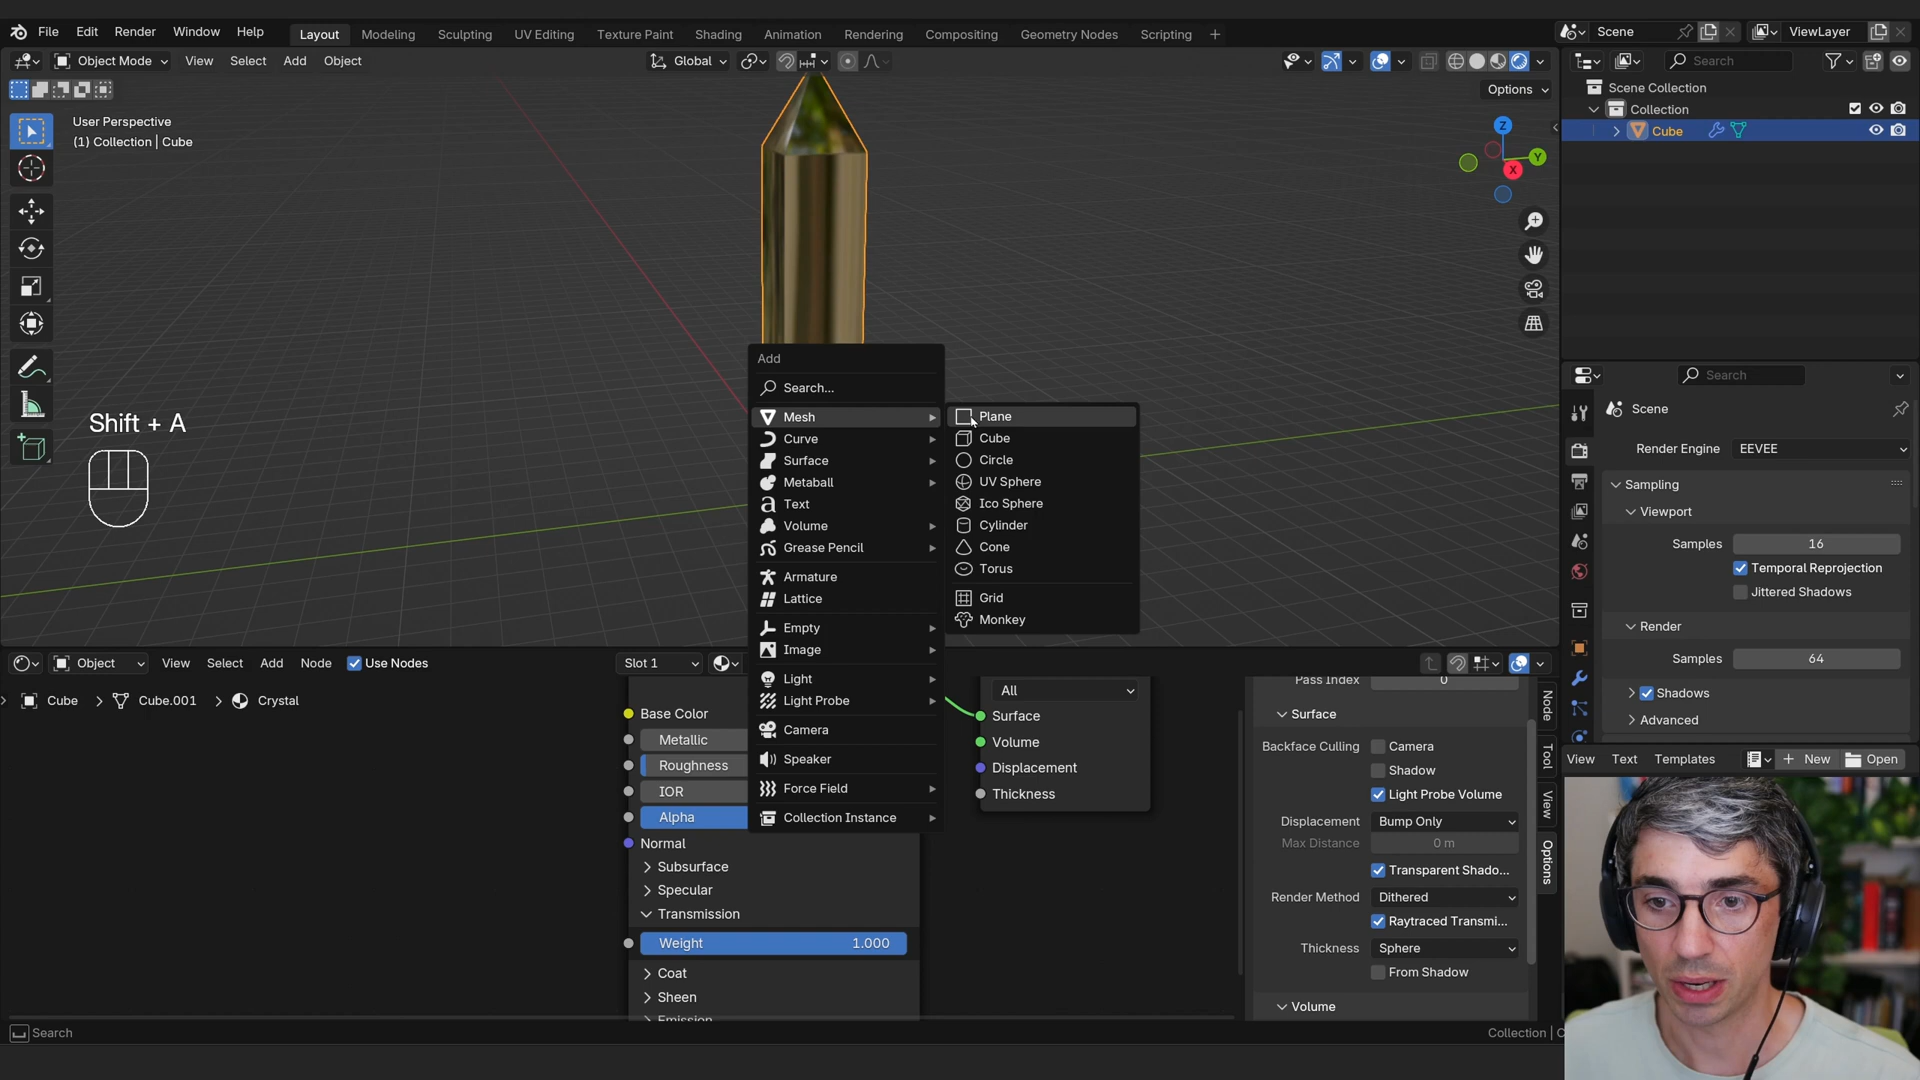 File Edit Render Window Help Layout Modeling Sculpting UV Editing Texture Paint Shading Animation Rendering Compositing Geometry Nodes Scripting + Scene ViewLayer
Object Mode View Select Add Object Global Search
Options
User Perspective
(1) Collection | Cube
Z
Y
X
Scene Collection
Collection
Cube
Shift + A
Add
Search...
Mesh
Curve
Surface
Metaball
Text
Volume
Grease Pencil
Armature
Lattice
Empty
Image
Light
Light Probe
Camera
Speaker
Force Field
Collection Instance
Plane
Cube
Circle
UV Sphere
Ico Sphere
Cylinder
Cone
Torus
Grid
Monkey
Search
Scene
Render Engine EEVEE
Sampling
Viewport
Samples 16
Temporal Reprojection
Jittered Shadows
Render
Samples 64
Shadows
Advanced
View Text Templates + New Open
Object View Select Add Node Use Nodes Slot 1
Cube > Cube.001 > Crystal
Base Color
Metallic
Roughness
IOR
Alpha
Normal
Subsurface
Specular
Transmission
Weight 1.000
Coat
Sheen
Emission
All
Surface
Volume
Displacement
Thickness
Pass Index 0
Surface
Backface Culling Camera
Shadow
Light Probe Volume
Displacement Bump Only
Max Distance 0 m
Transparent Shado...
Render Method Dithered
Raytraced Transmi...
Thickness Sphere
From Shadow
Volume
Node
Tool
View
Options
Search
Collection | C